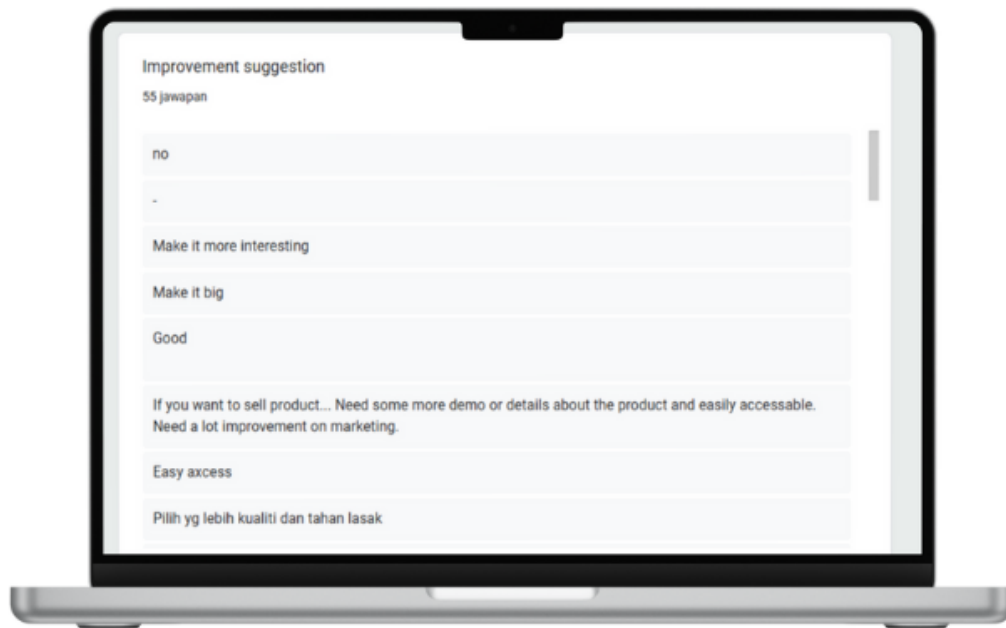 Improvement suggestion
55 jawapan
no
-
Make it more interesting
Make it big
Good
If you want to sell product... Need some more demo or details about the product and easily accessable.
Need a lot improvement on marketing.
Easy axcess
Pilih yg lebih kualiti dan tahan lasak